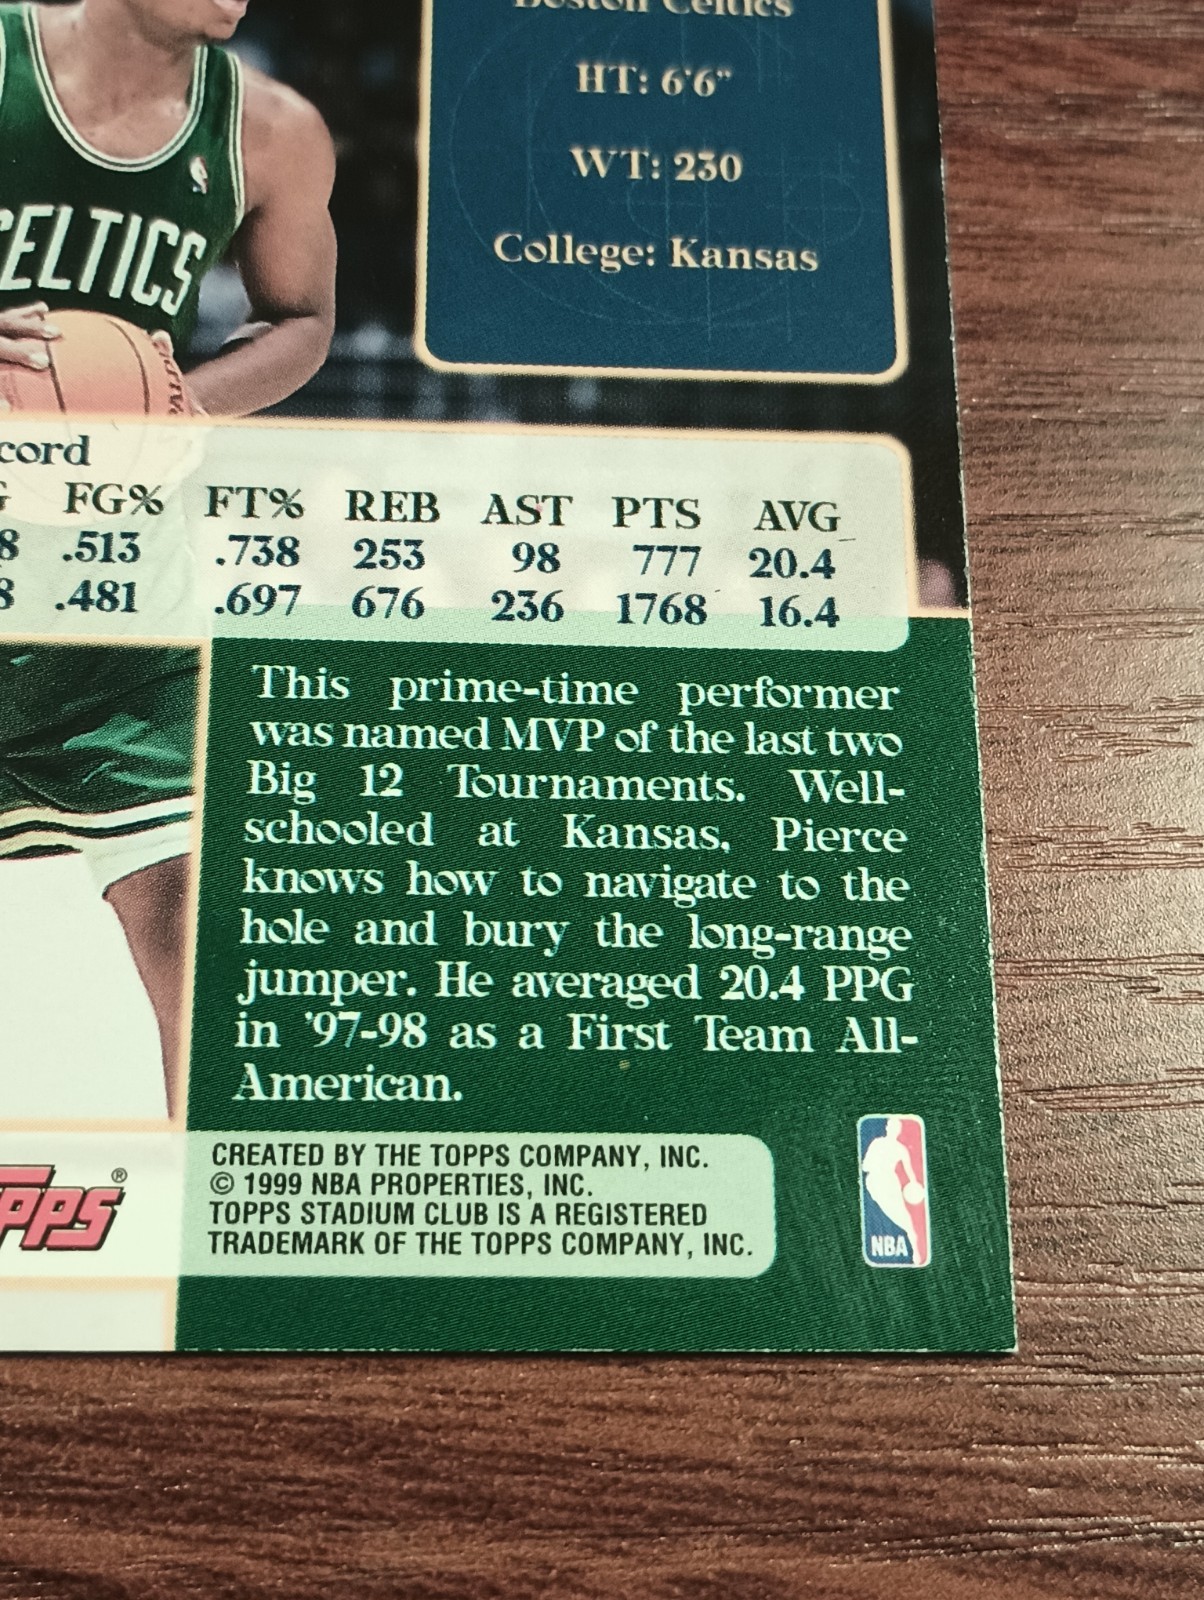 Boston Celtics
HT: 6'6"
WT: 230
College: Kansas
CELTICS
FG% FT% REB AST PTS AVG
.513 .738 253 98 777 20.4
.481 .697 676 236 1768 16.4
This prime-time performer
was named MVP of the last two
Big 12 Tournaments. Well-
schooled at Kansas, Pierce
knows how to navigate to the
hole and bury the long-range
jumper. He averaged 20.4 PPG
in '97-98 as a First Team All-
American.
CREATED BY THE TOPPS COMPANY, INC.
© 1999 NBA PROPERTIES, INC.
TOPPS STADIUM CLUB IS A REGISTERED
TRADEMARK OF THE TOPPS COMPANY, INC.
NBA